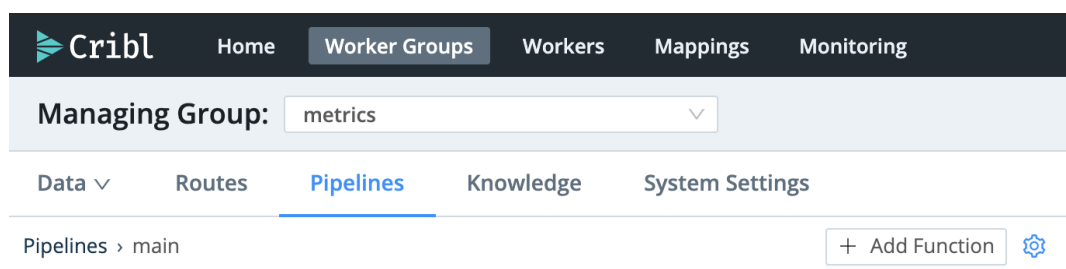 Cribl Home Worker Groups Workers Mappings Monitoring
Managing Group: metrics
Data Routes Pipelines Knowledge System Settings
Pipelines › main + Add Function